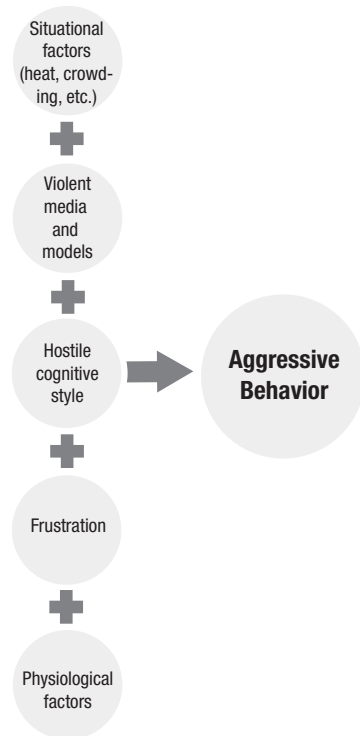 Situational
factors
(heat, crowd-
ing, etc.)
Violent
media
and
models
Hostile
cognitive
style
Aggressive
Behavior
Frustration
Physiological
factors